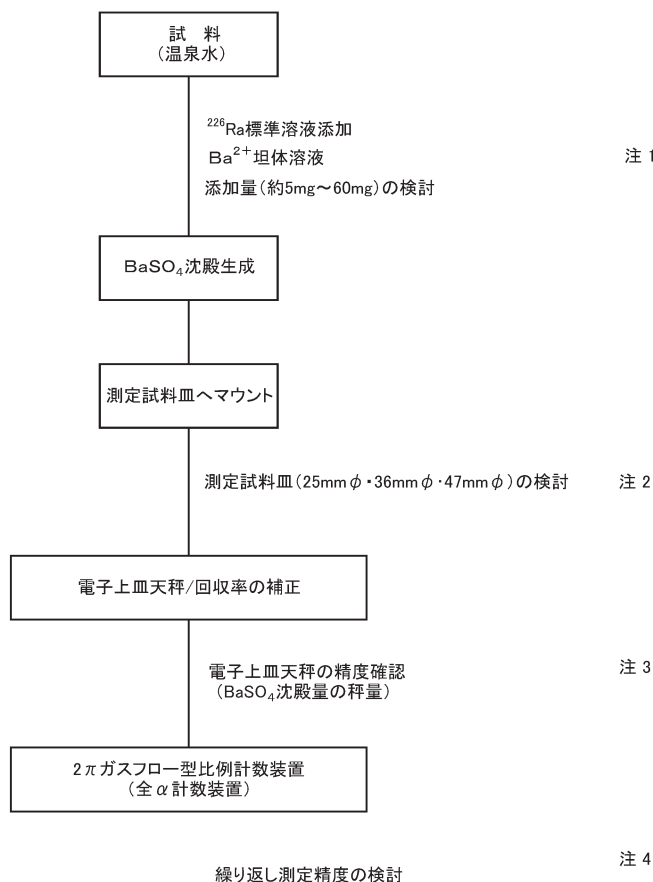 試　料
(温泉水)
226Ra標準溶液添加
Ba2+坦体溶液
注 1
添加量(約5mg～60mg)の検討
BaSO4沈殿生成
測定試料皿へマウント
測定試料皿(25mmφ・36mmφ・47mmφ)の検討
注 2
電子上皿天秤/回収率の補正
電子上皿天秤の精度確認
注 3
(BaSO4沈殿量の秤量)
2πガスフロー型比例計数装置
(全α計数装置)
注 4
繰り返し測定精度の検討